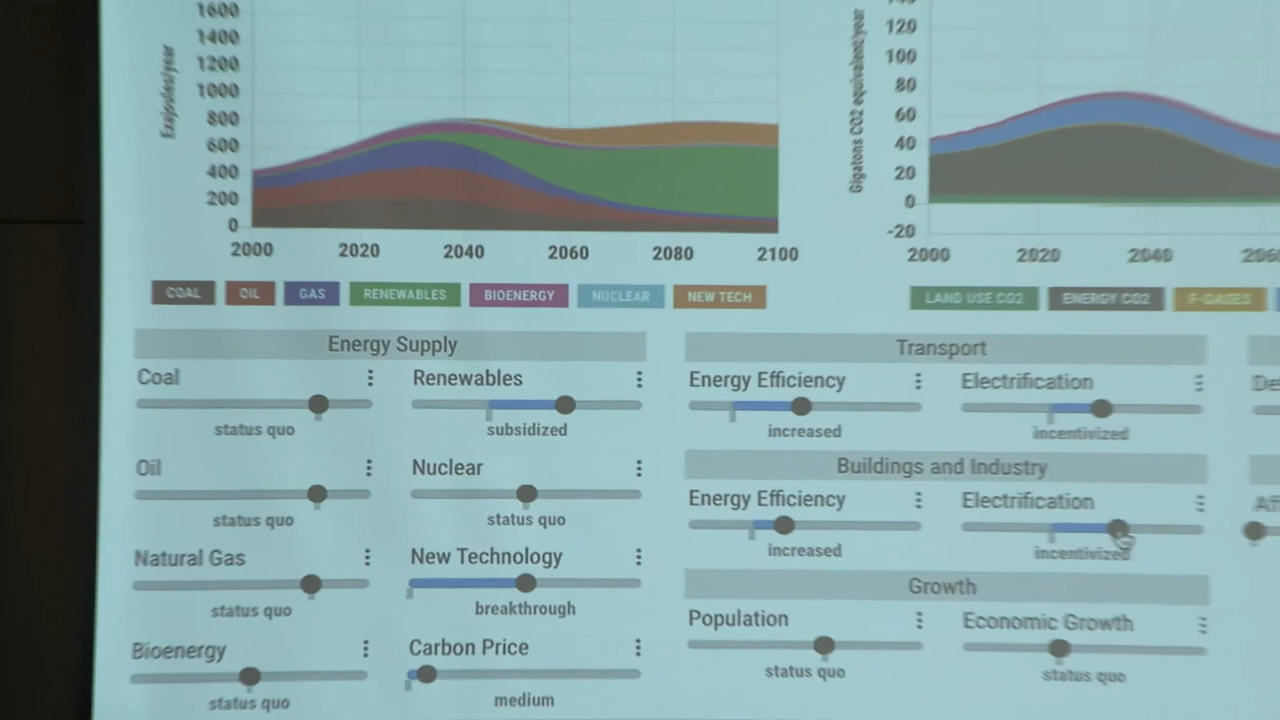 1600
1400
1200
1000
800
600
400
200
0
Exajoules/year
2000 2020 2040 2060 2080 2100
COAL OIL GAS RENEWABLES BIOENERGY NUCLEAR NEW TECH
120
100
80
60
40
20
0
-20
Gigatons CO2 equivalent/year
2000 2020 2040
LAND USE CO2 ENERGY CO2 F-GASES
Energy Supply
Coal
status quo
Renewables
subsidized
Oil
status quo
Nuclear
status quo
Natural Gas
status quo
New Technology
breakthrough
Bioenergy
status quo
Carbon Price
medium
Transport
Energy Efficiency
increased
Electrification
incentivized
Buildings and Industry
Energy Efficiency
increased
Electrification
incentivized
Growth
Population
status quo
Economic Growth
status quo